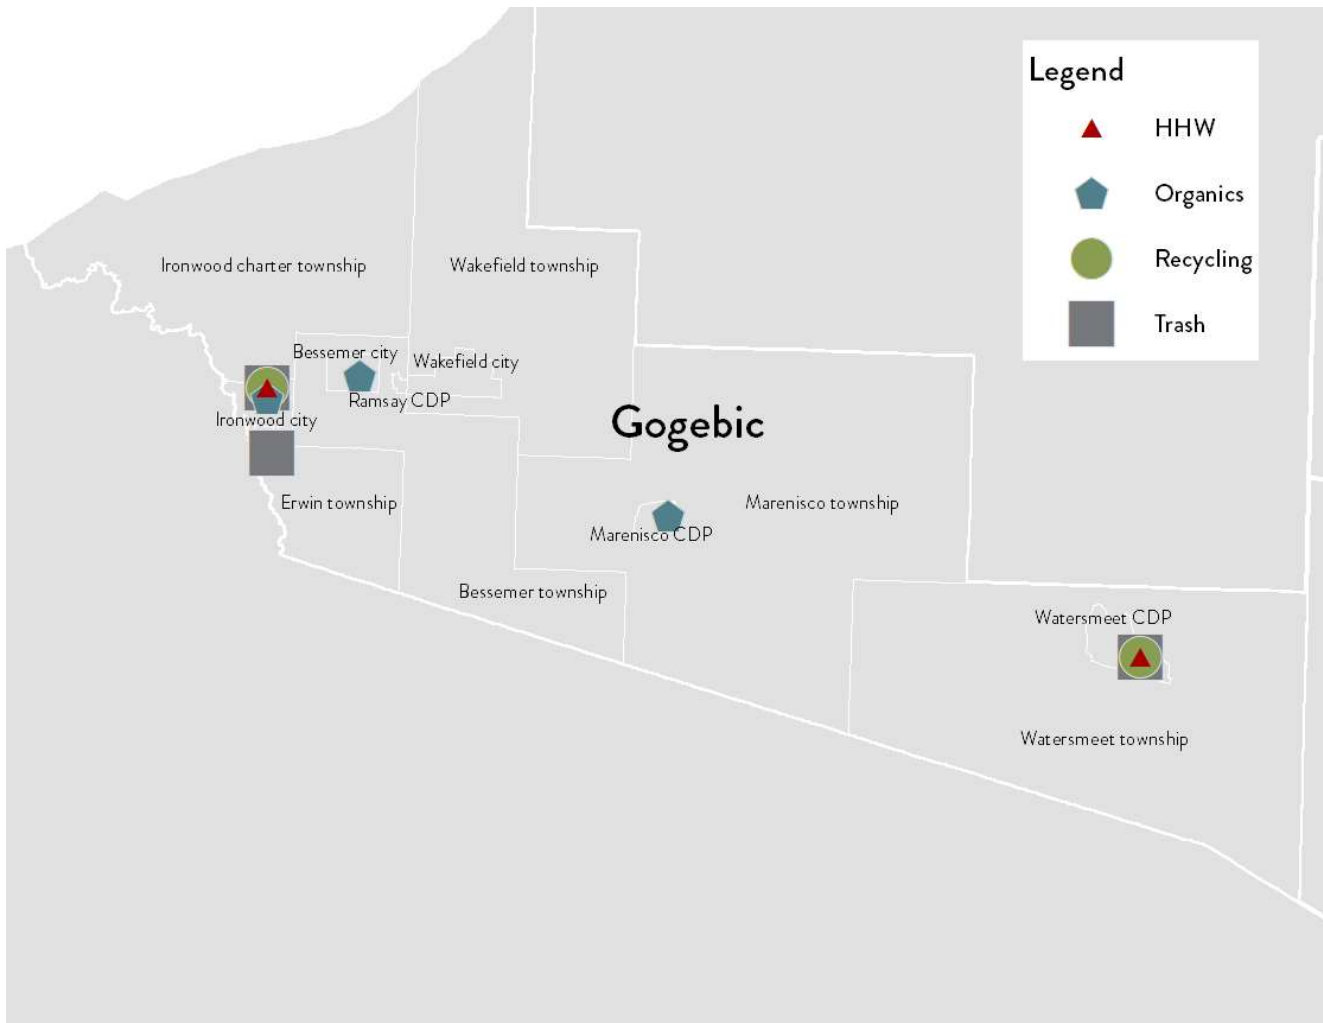 Legend
HHW
Organics
Recycling
Trash
Ironwood charter township
Wakefield township
Bessemer city
Wakefield city
Ramsay CDP
Ironwood city
Gogebic
Erwin township
Marenisco township
Marenisco CDP
Bessemer township
Watersmeet CDP
Watersmeet township